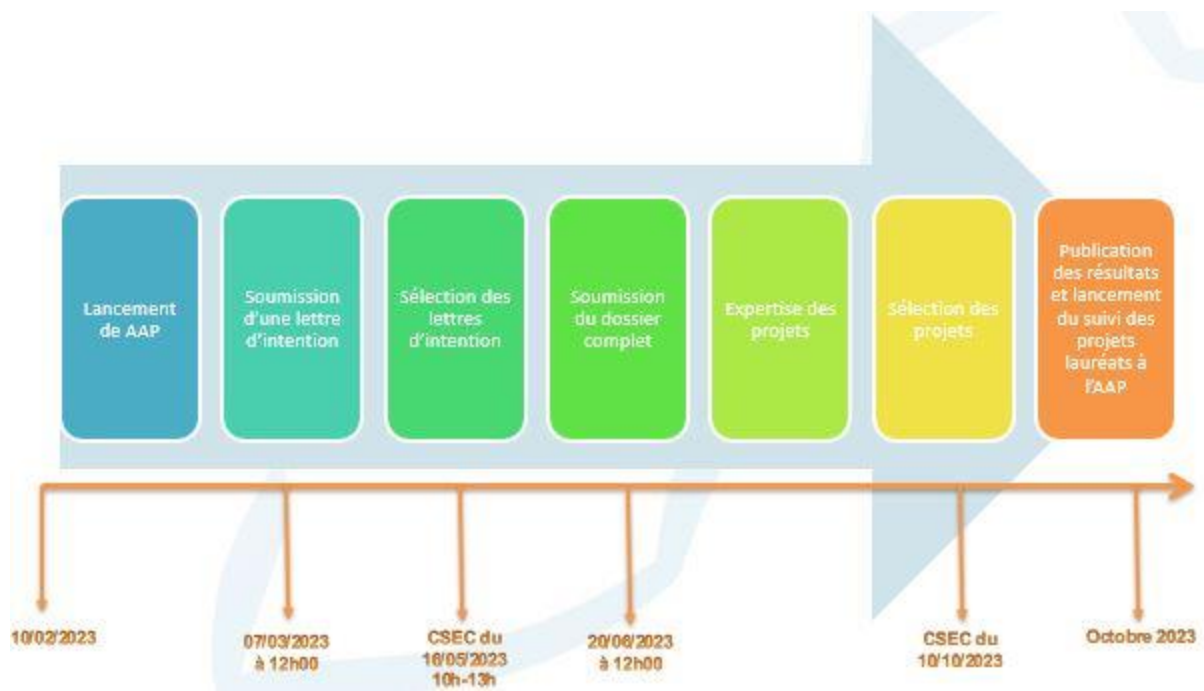 Lancement
de AAP
Soumission
d'une lettre
d'intention
Sélection des
lettres
d'intention
Soumission
du dossier
complet
Expertise des
projets
Sélection des
projets
Publication
des résultats
et lancement
du suivi des
projets
lauréats à
l'AAP
10/02/2023
07/03/2023
à 12h00
CSEC du
16/05/2023
10h-13h
20/06/2023
à 12h00
CSEC du
10/10/2023
Octobre 2023